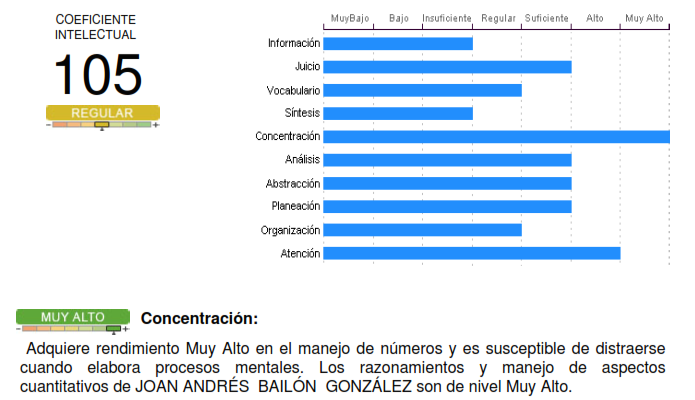 COEFICIENTE
INTELECTUAL
105
REGULAR
- +
MuyBajo Bajo Insuficiente Regular Suficiente Alto Muy Alto
Información
Juicio
Vocabulario
Síntesis
Concentración
Análisis
Abstracción
Planeación
Organización
Atención
MUY ALTO Concentración:
- +
Adquiere rendimiento Muy Alto en el manejo de números y es susceptible de distraerse
cuando elabora procesos mentales. Los razonamientos y manejo de aspectos
cuantitativos de JOAN ANDRÉS BAILÓN GONZÁLEZ son de nivel Muy Alto.